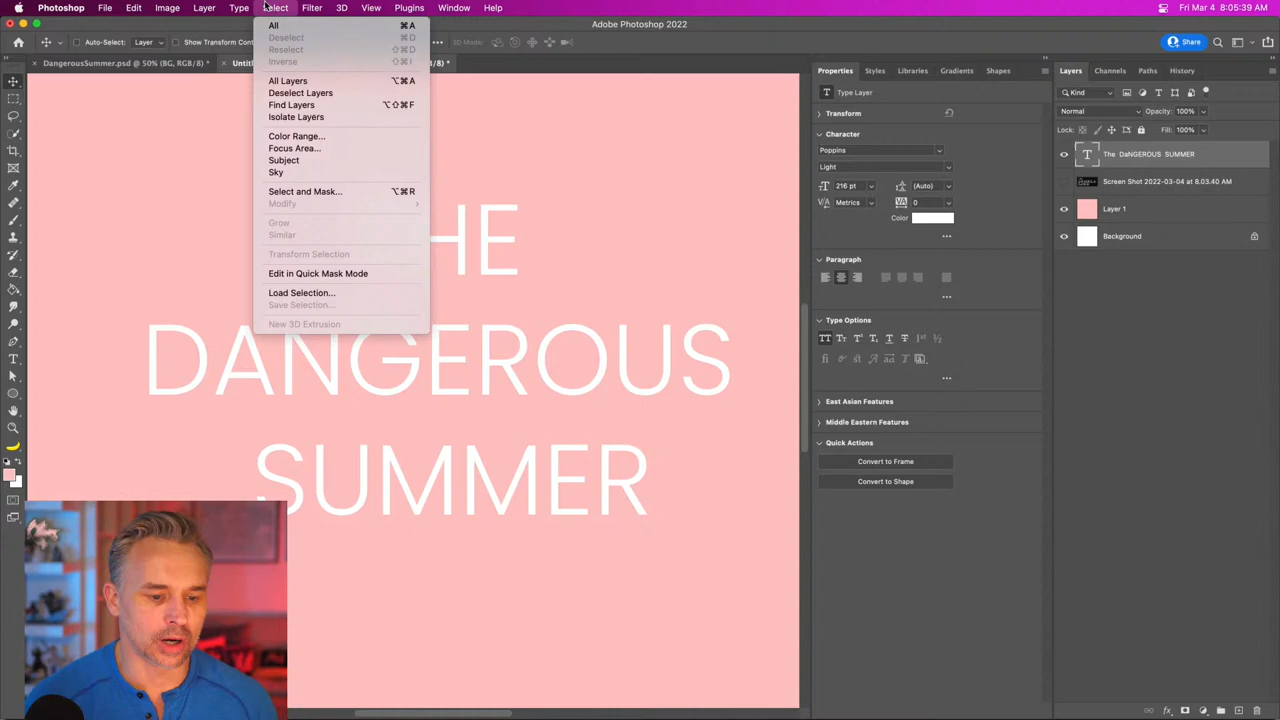 Photoshop File Edit Image Layer Type Select Filter 3D View Plugins Window Help Fri Mar 4 8:05:39 AM
Adobe Photoshop 2022
Auto-Select: Layer Show Transform Cont 3D Mode: Share
DangerousSummer.psd @ 50% (BG, RGB/8) * Untit /8) *
All ⌘A
Deselect ⌘D
Reselect ⇧⌘D
Inverse ⇧⌘I
All Layers ⌥⌘A
Deselect Layers
Find Layers ⌥⇧⌘F
Isolate Layers
Color Range...
Focus Area...
Subject
Sky
Select and Mask... ⌥⌘R
Modify
Grow
Similar
Transform Selection
Edit in Quick Mask Mode
Load Selection...
Save Selection...
New 3D Extrusion
HE
DANGEROUS
SUMMER
Properties Styles Libraries Gradients Shapes
T Type Layer
Transform
Character
Poppins
Light
216 pt (Auto)
Metrics 0
Color
Paragraph
Type Options
East Asian Features
Middle Eastern Features
Quick Actions
Convert to Frame
Convert to Shape
Layers Channels Paths History
Kind
Normal Opacity: 100%
Lock: Fill: 100%
The DaNGEROUS SUMMER
Screen Shot 2022-03-04 at 8.03.40 AM
Layer 1
Background